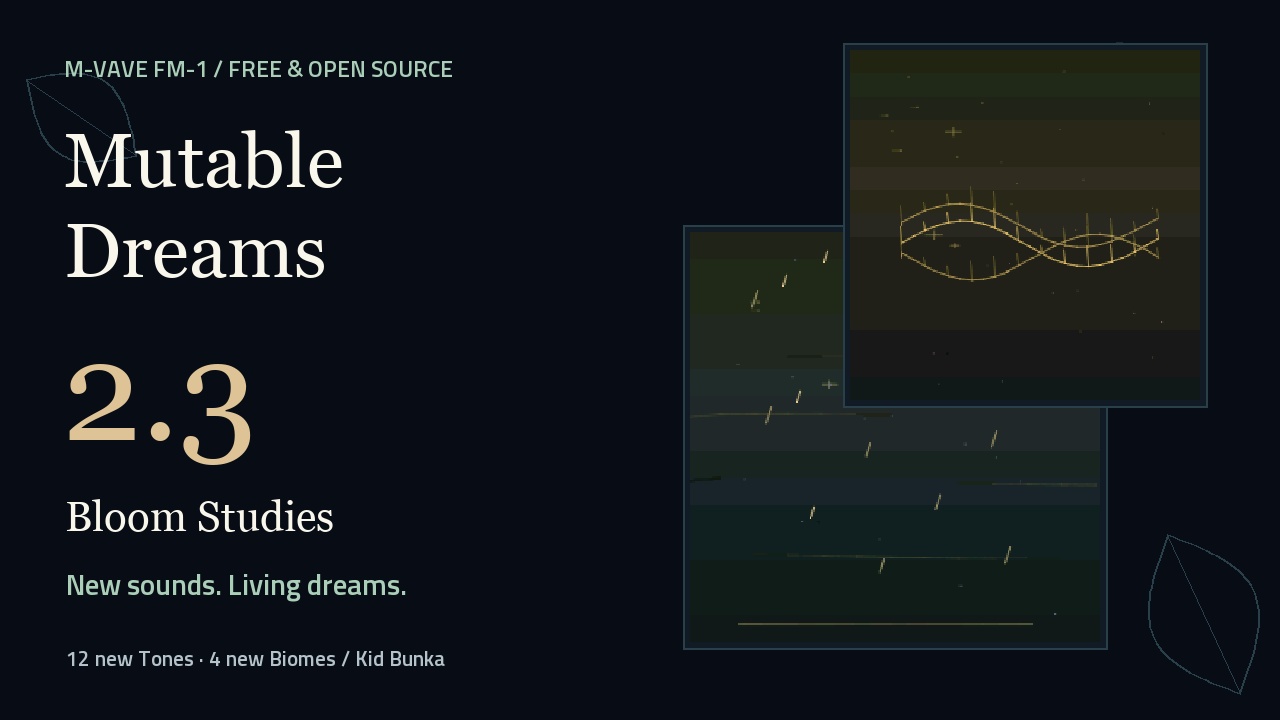 M-VAVE FM-1 / FREE & OPEN SOURCE
Mutable
Dreams
2.3
Bloom Studies
New sounds. Living dreams.
12 new Tones · 4 new Biomes / Kid Bunka